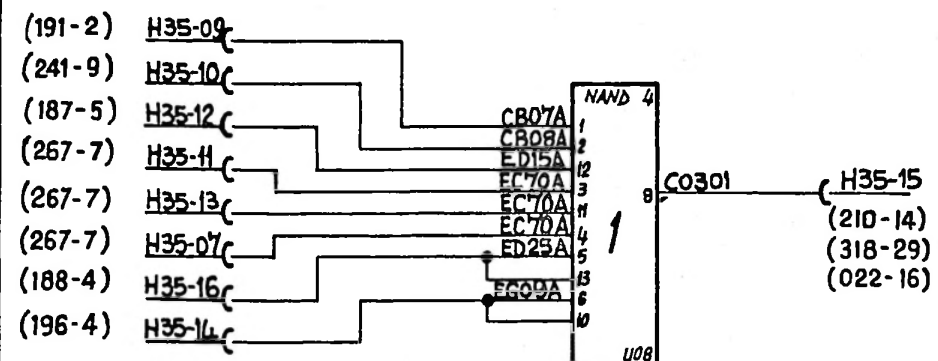 (191-2) H35-09
(241-9) H35-10
(187-5) H35-12
(267-7) H35-11
(267-7) H35-13
(267-7) H35-07
(188-4) H35-16
(196-4) H35-14
CB07A 1
CB08A 2
ED15A 12
EC70A 3
EC70A 11
EC70A 4
ED25A 5
13
EG09A 6
10
NAND 4
1
U08
8 C0301 H35-15
(210-14)
(318-29)
(022-16)